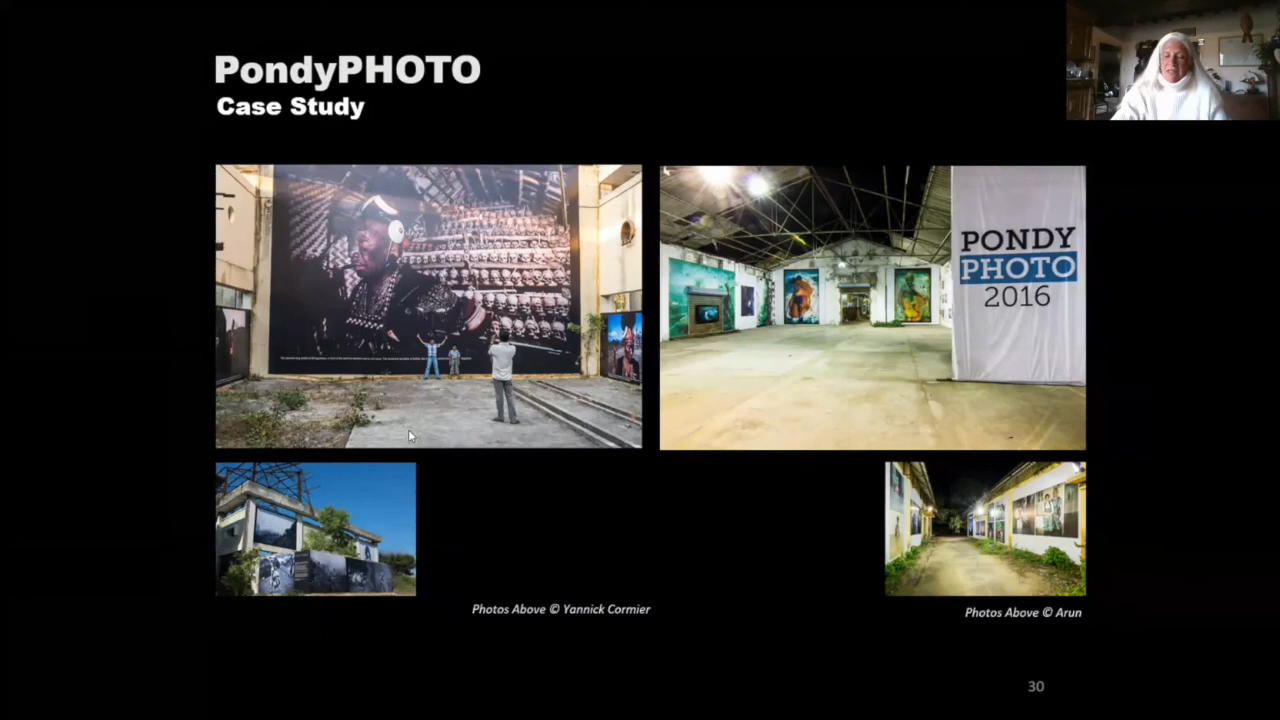 PondyPHOTO
Case Study
PONDY
PHOTO
2016
Photos Above © Yannick Cormier
Photos Above © Arun
30